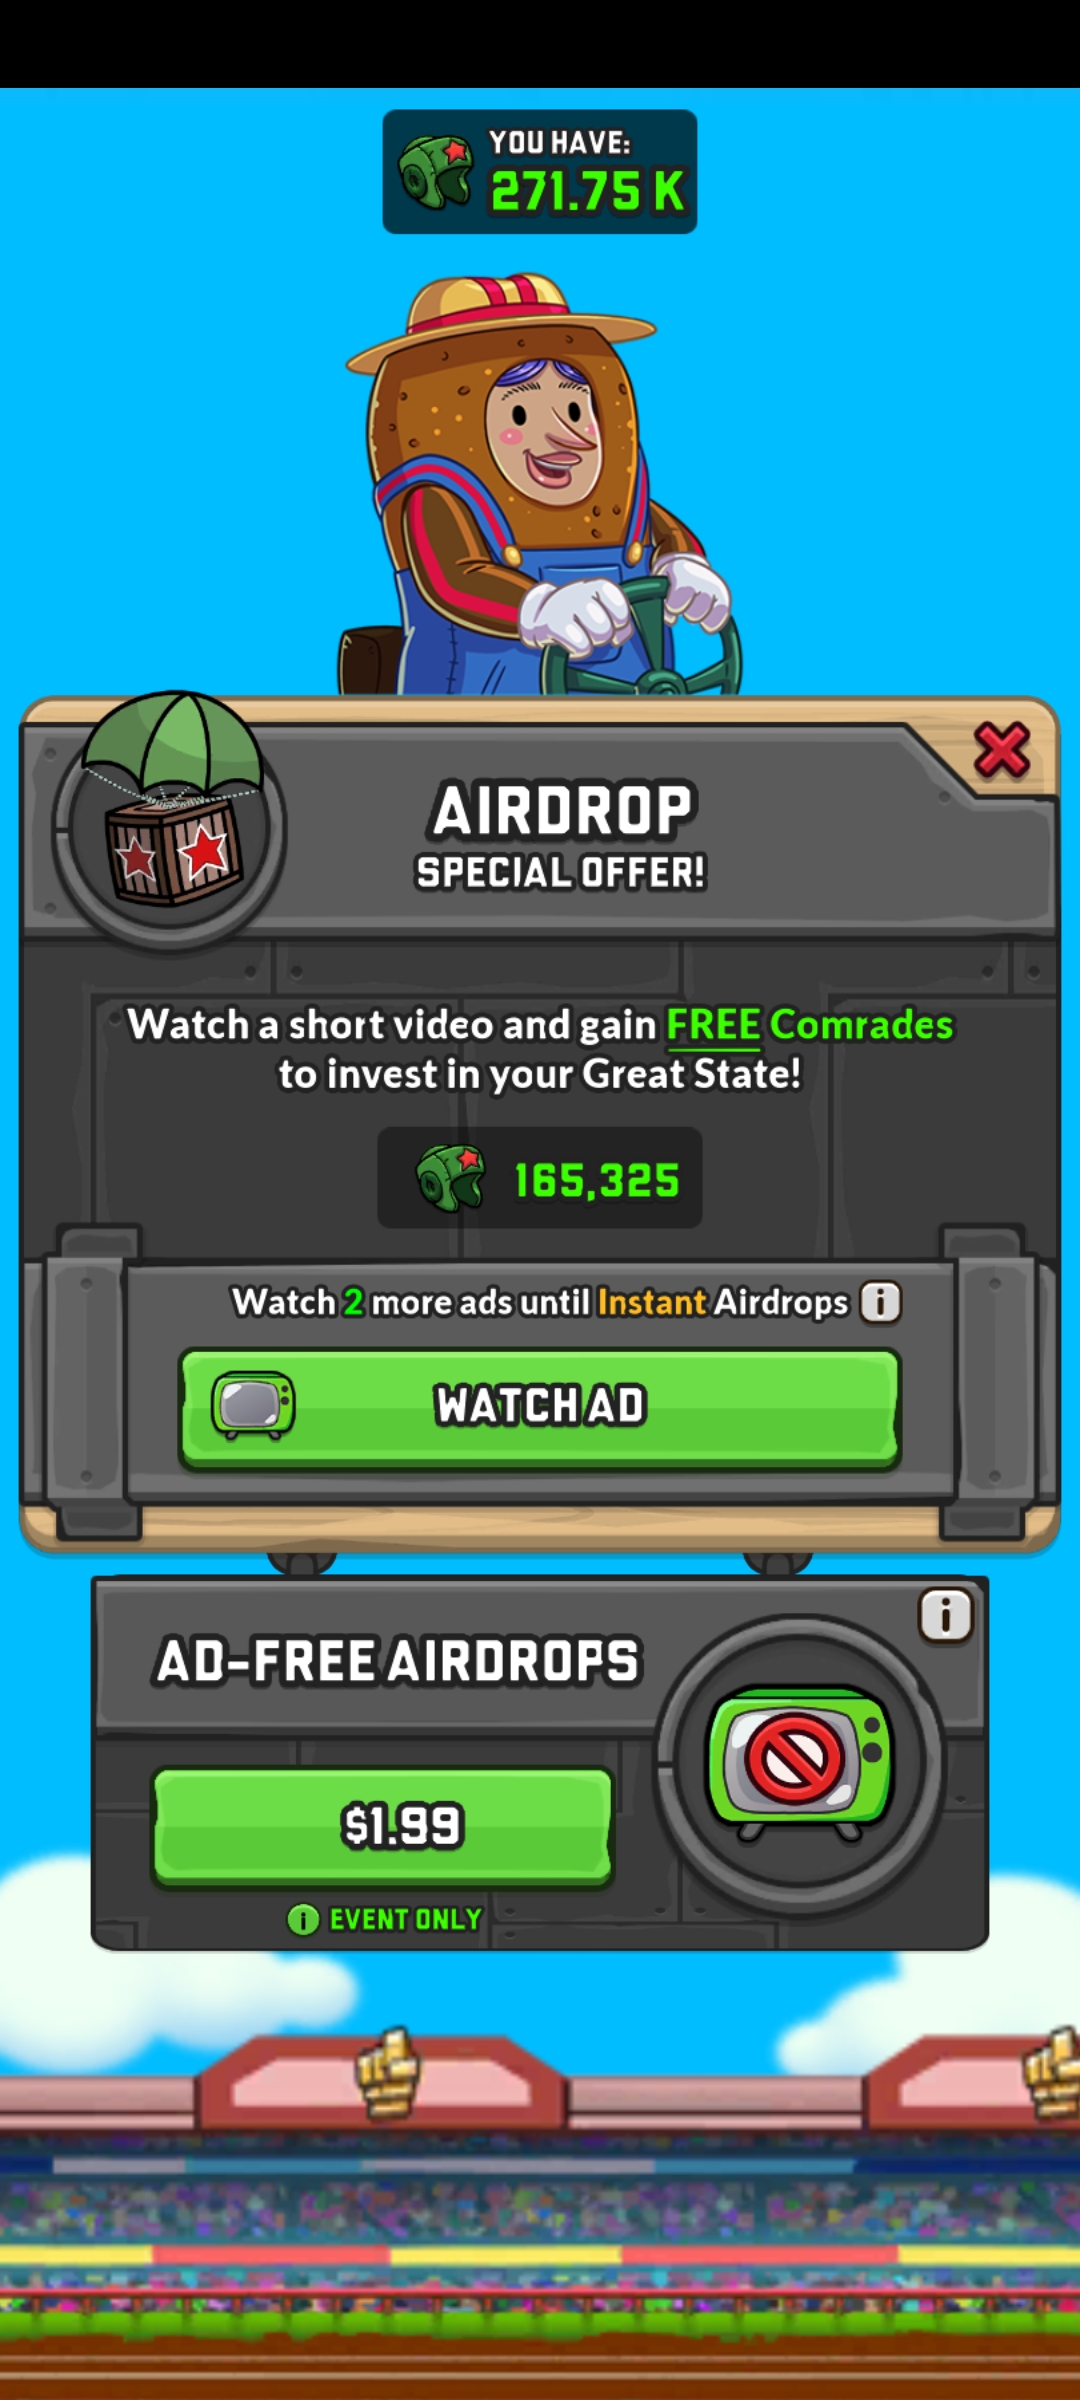 YOU HAVE:
271.75 K
AIRDROP
SPECIAL OFFER!
Watch a short video and gain FREE Comrades
to invest in your Great State!
165,325
Watch 2 more ads until Instant Airdrops
WATCH AD
AD-FREE AIRDROPS
$1.99
EVENT ONLY